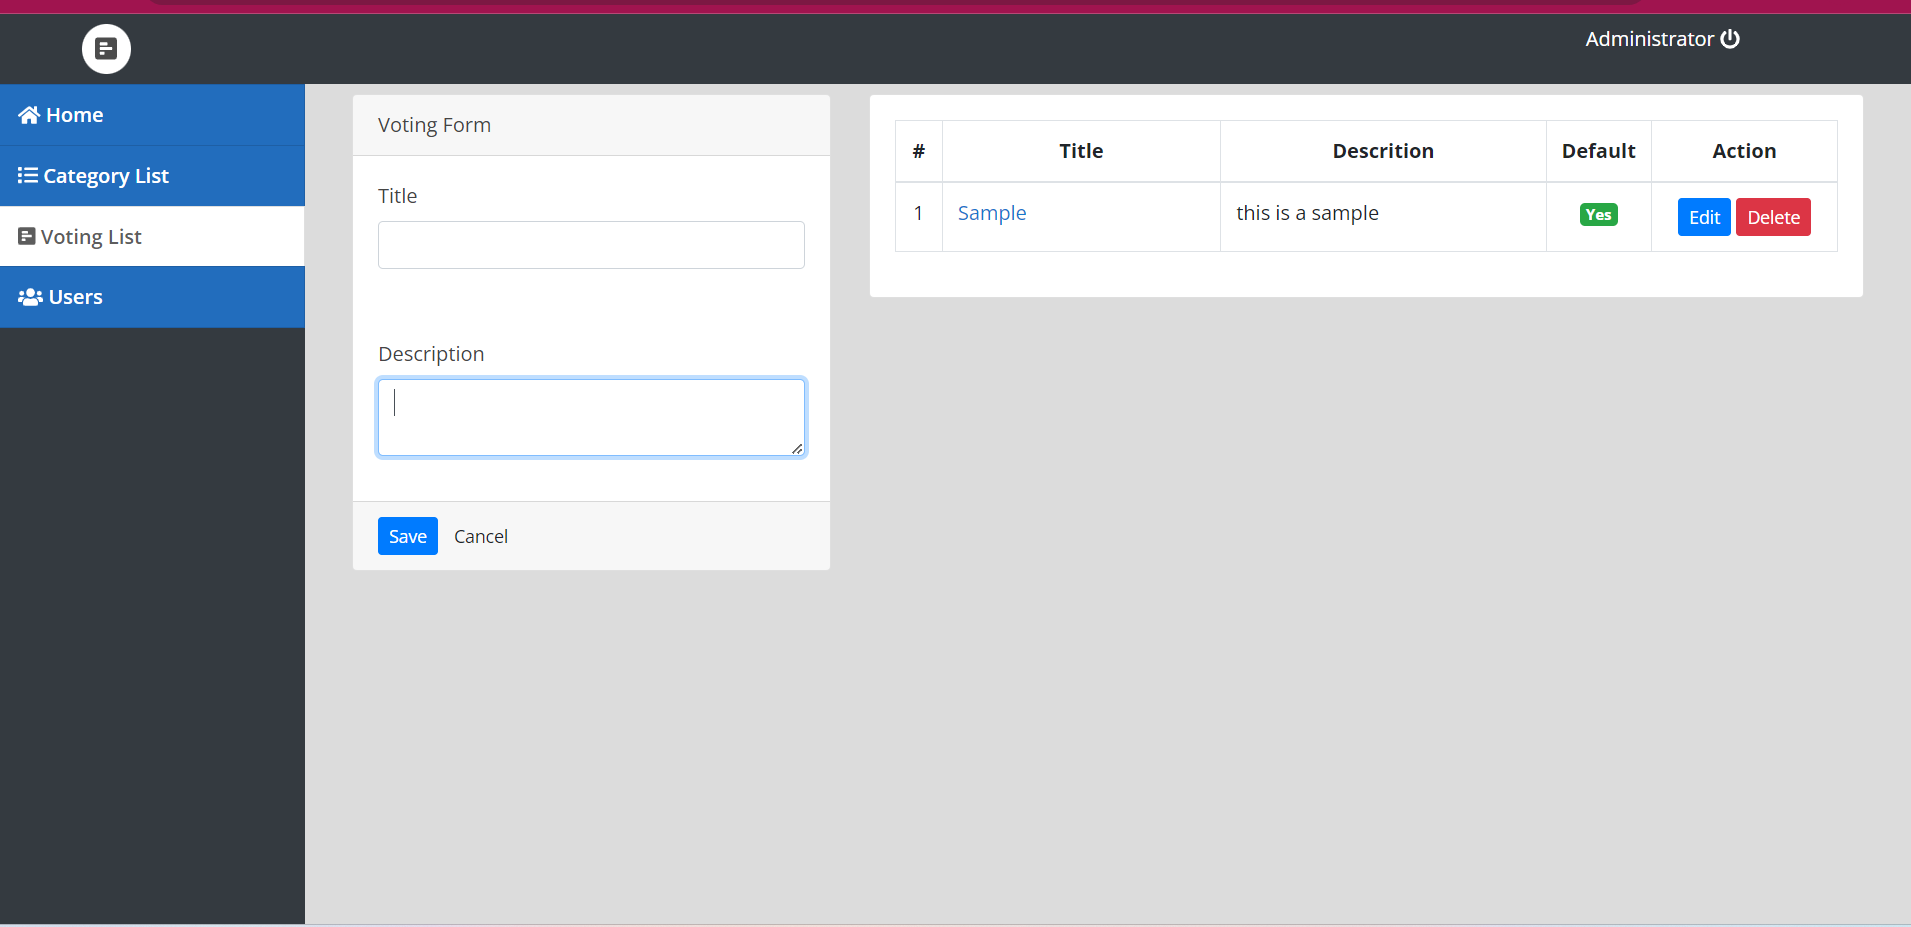 Administrator
Home
Category List
Voting List
Users
Voting Form
Title
Description
Save Cancel
# Title Descrition Default Action
1 Sample this is a sample Yes Edit Delete